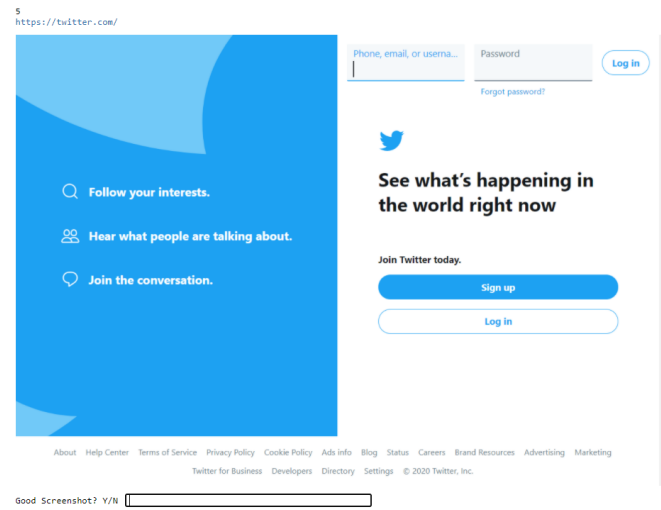 5
https://twitter.com/
Phone, email, or userna...
Password
Log in
Forgot password?
See what's happening in
the world right now
Follow your interests.
Hear what people are talking about.
Join the conversation.
Join Twitter today.
Sign up
Log in
About Help Center Terms of Service Privacy Policy Cookie Policy Ads info Blog Status Careers Brand Resources Advertising Marketing
Twitter for Business Developers Directory Settings © 2020 Twitter, Inc.
Good Screenshot? Y/N